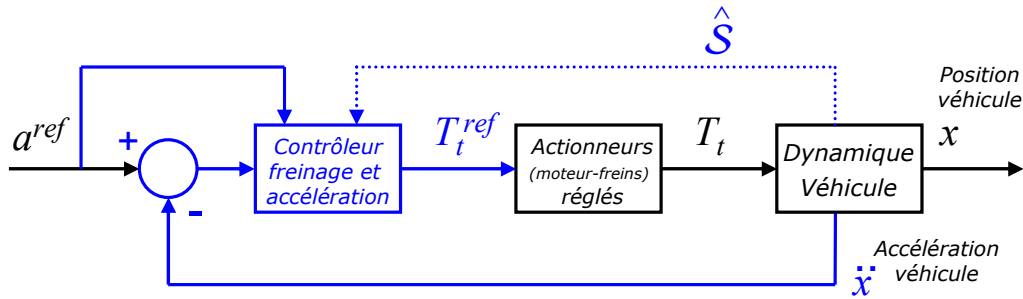 Ŝ
Position
véhicule
a^{ref}
+
Contrôleur
freinage et
accélération
T_t^{ref}
Actionneurs
(moteur-freins)
réglés
T_t
Dynamique
Véhicule
x
-
ẍ
Accélération
véhicule